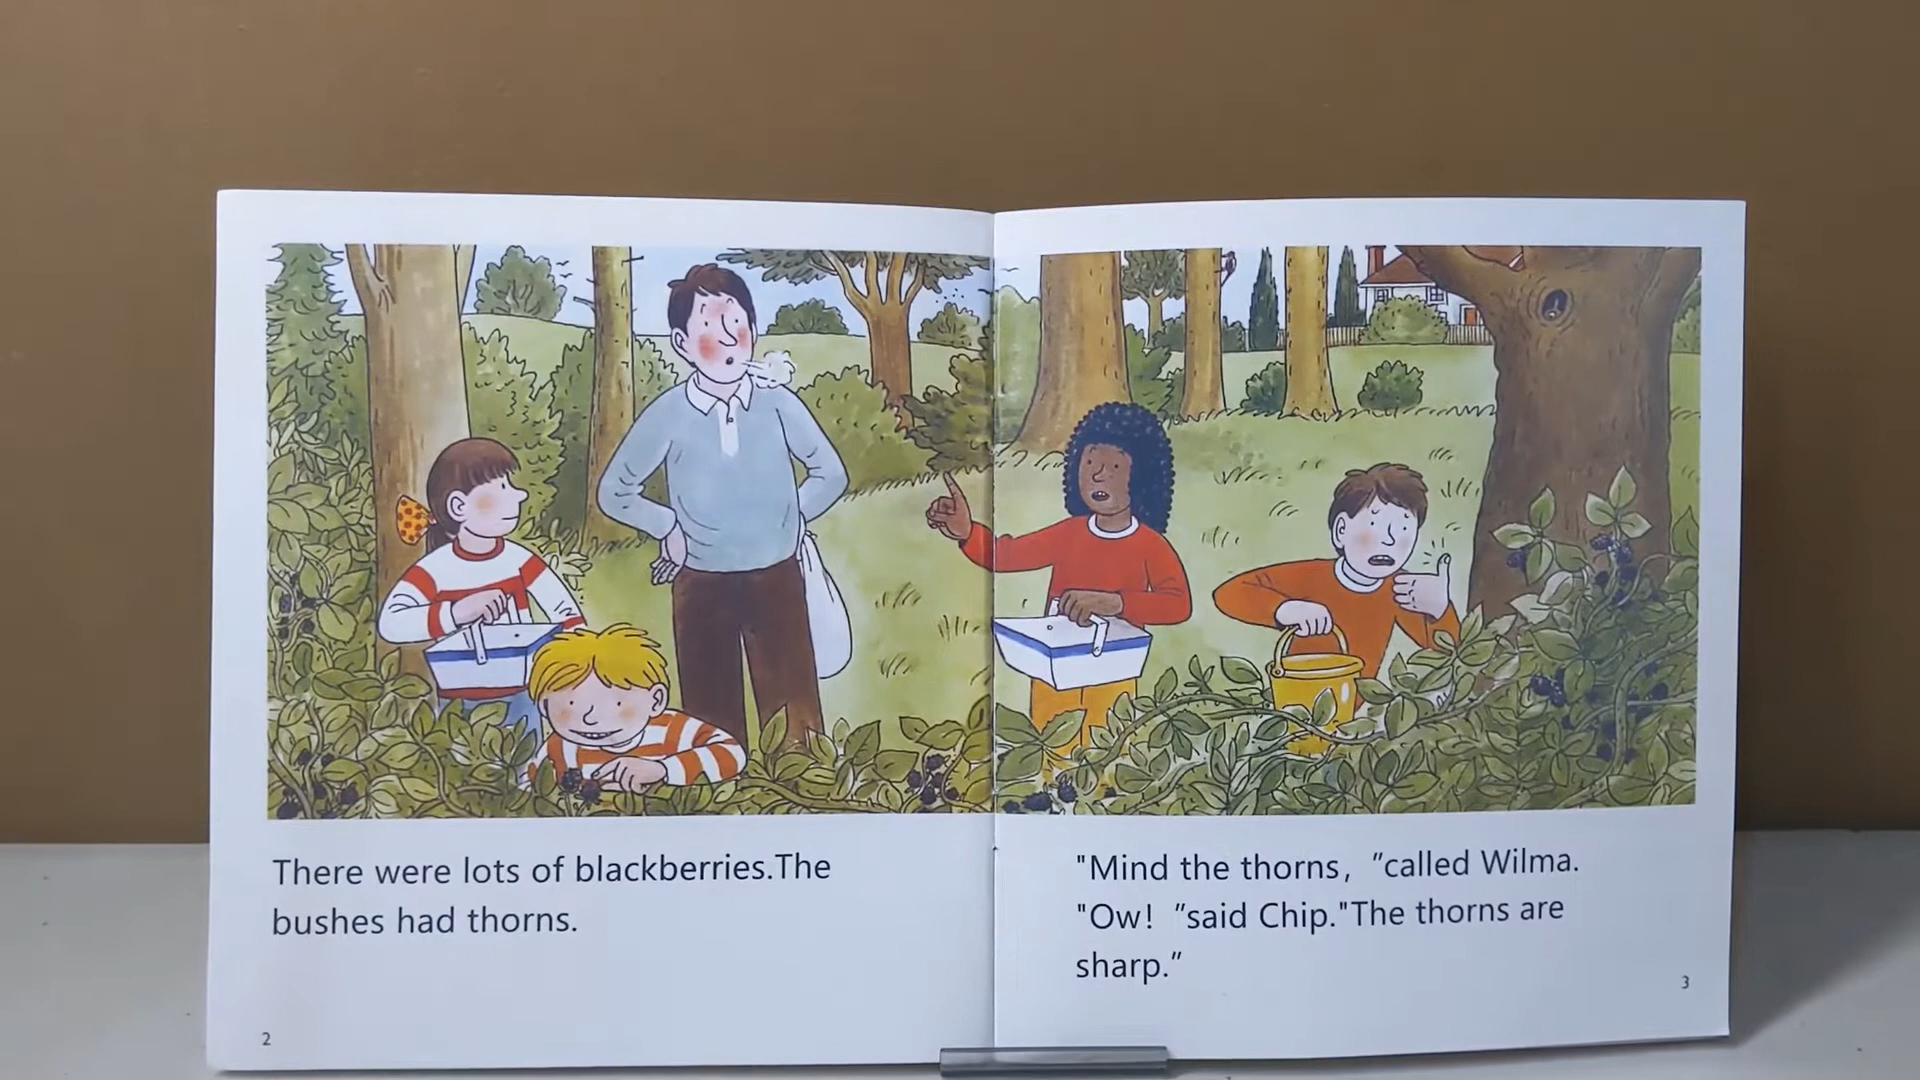 There were lots of blackberries.The
bushes had thorns.
2
"Mind the thorns, "called Wilma.
"Ow! "said Chip."The thorns are
sharp."
3